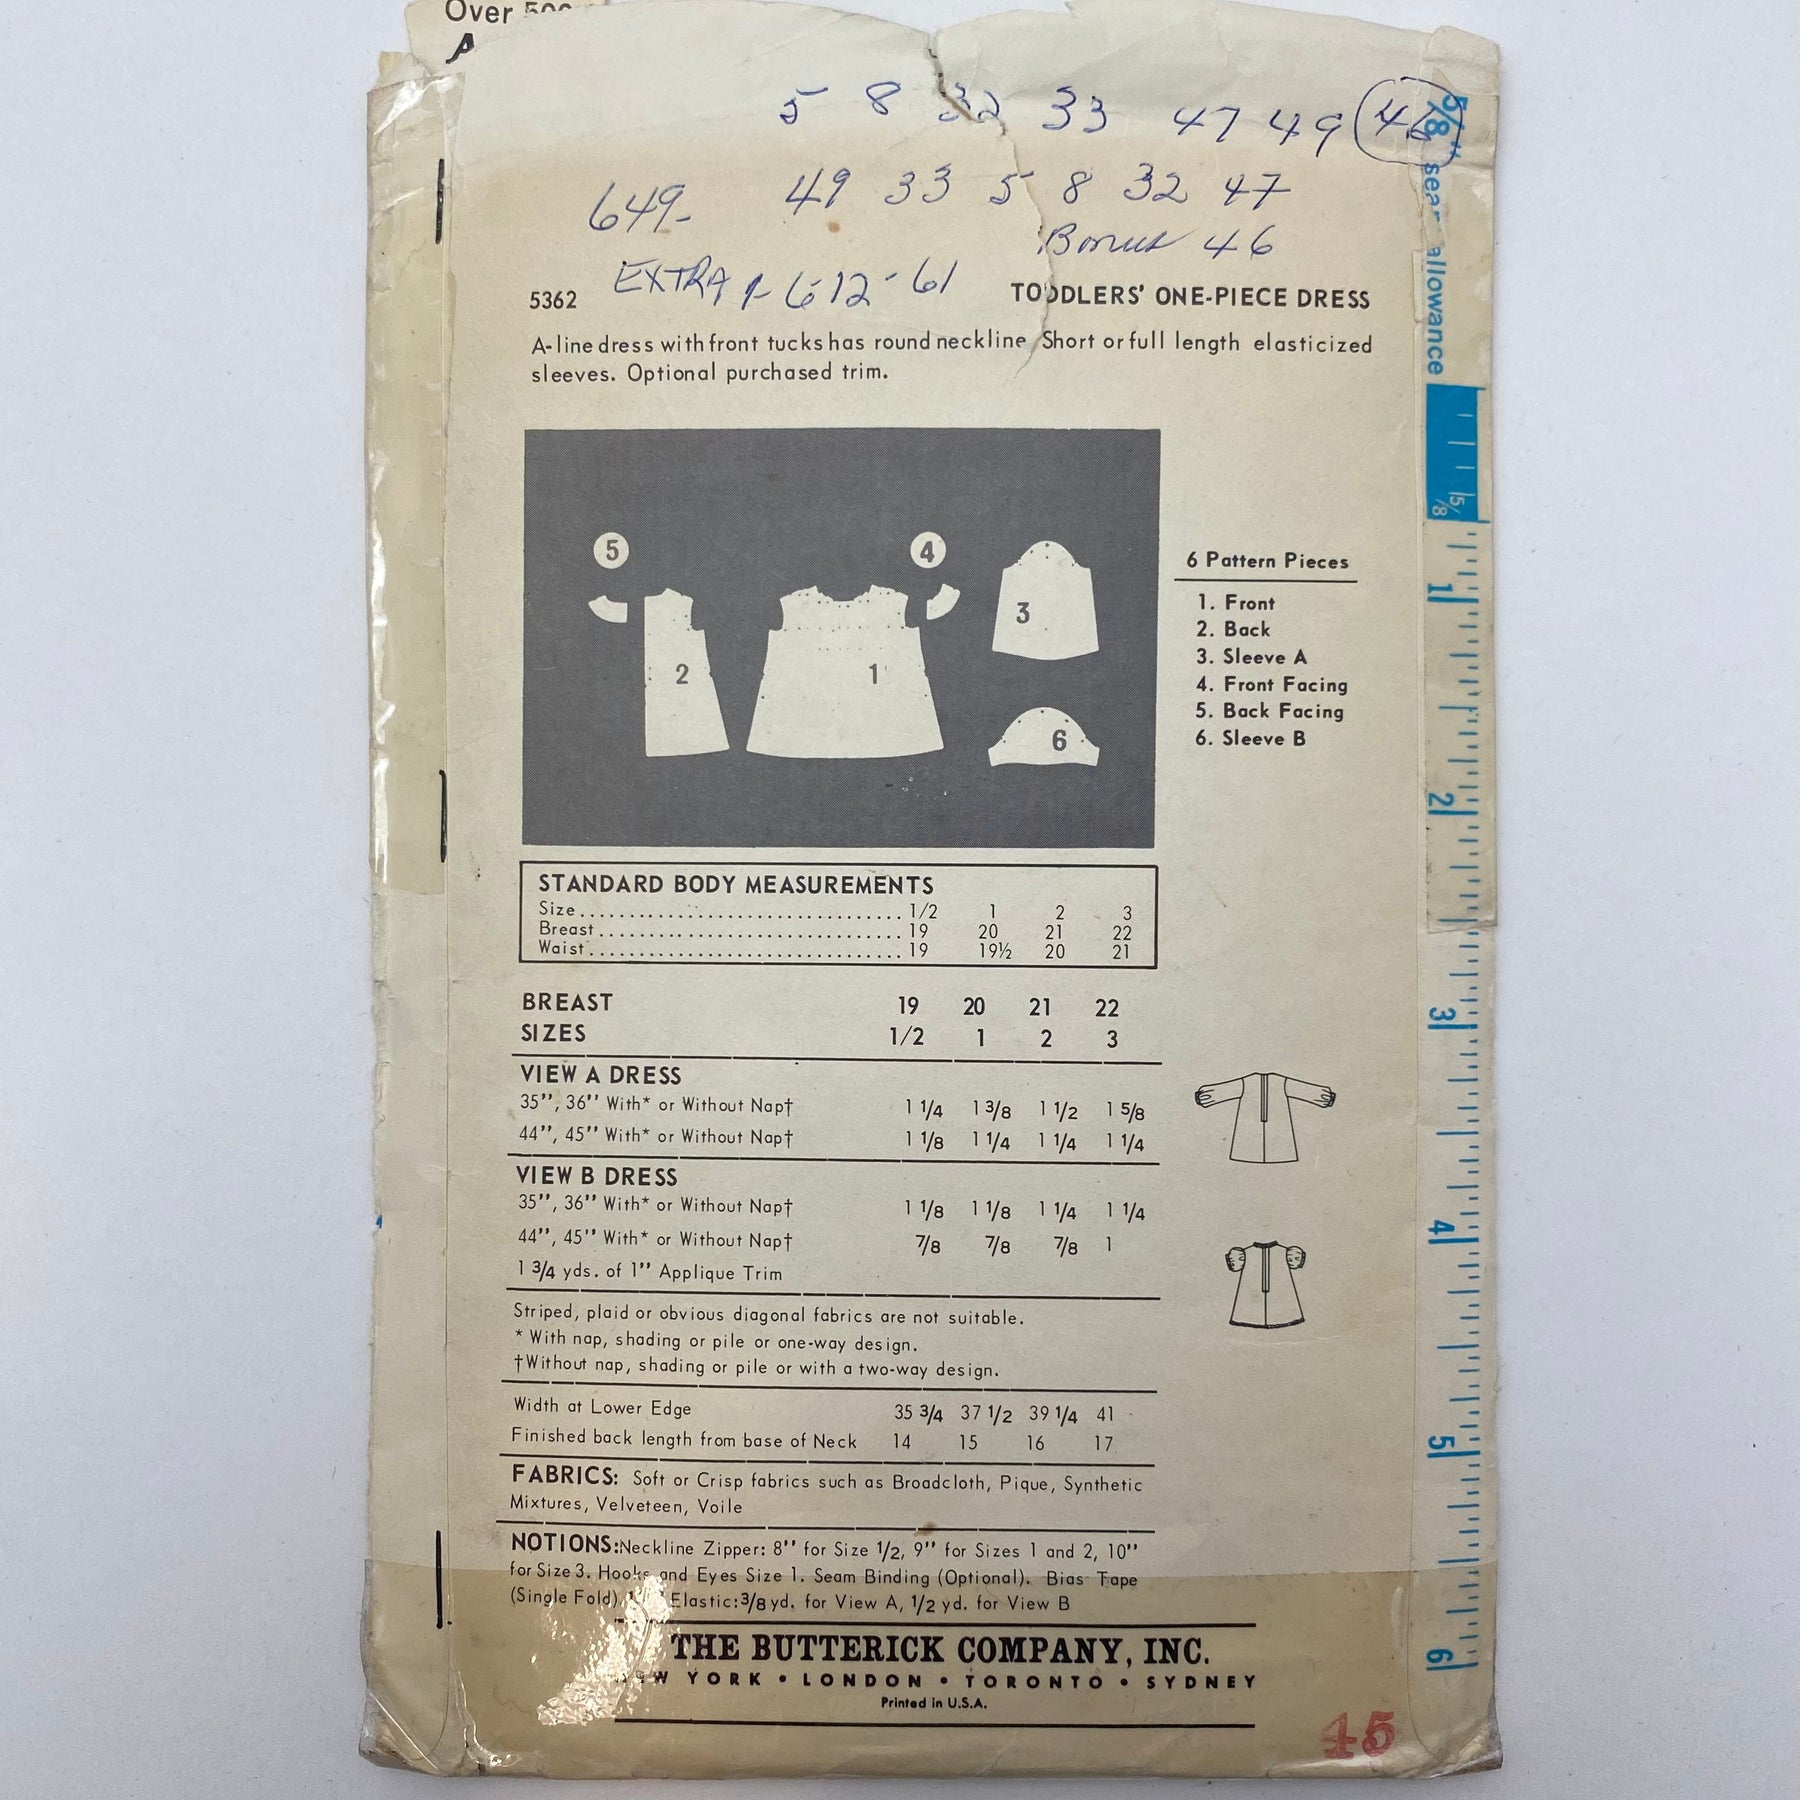 Over 500
A
5 8 32 33 47 49 46
649- 49 33 5 8 32 47
Bonus 46
EXTRA 1-6-12-61
5362 TODDLERS' ONE-PIECE DRESS
A-line dress with front tucks has round neckline Short or full length elasticized
sleeves. Optional purchased trim.
5 4
3
2 1
6
6 Pattern Pieces
1. Front
2. Back
3. Sleeve A
4. Front Facing
5. Back Facing
6. Sleeve B
STANDARD BODY MEASUREMENTS
Size 1/2 1 2 3
Breast 19 20 21 22
Waist 19 19½ 20 21
BREAST 19 20 21 22
SIZES 1/2 1 2 3
VIEW A DRESS
35'', 36'' With* or Without Nap† 1 1/4 1 3/8 1 1/2 1 5/8
44'', 45'' With* or Without Nap† 1 1/8 1 1/4 1 1/4 1 1/4
VIEW B DRESS
35'', 36'' With* or Without Nap† 1 1/8 1 1/8 1 1/4 1 1/4
44'', 45'' With* or Without Nap† 7/8 7/8 7/8 1
1 3/4 yds. of 1'' Applique Trim
Striped, plaid or obvious diagonal fabrics are not suitable.
* With nap, shading or pile or one-way design.
†Without nap, shading or pile or with a two-way design.
Width at Lower Edge 35 3/4 37 1/2 39 1/4 41
Finished back length from base of Neck 14 15 16 17
FABRICS: Soft or Crisp fabrics such as Broadcloth, Pique, Synthetic
Mixtures, Velveteen, Voile
NOTIONS:Neckline Zipper: 8'' for Size 1/2, 9'' for Sizes 1 and 2, 10''
for Size 3. Hooks and Eyes Size 1. Seam Binding (Optional). Bias Tape
(Single Fold). Elastic:3/8 yd. for View A, 1/2 yd. for View B
THE BUTTERICK COMPANY, INC.
NEW YORK • LONDON • TORONTO • SYDNEY
Printed in U.S.A.
45
5/8" seam allowance
5/8
1
2
3
4
5
6